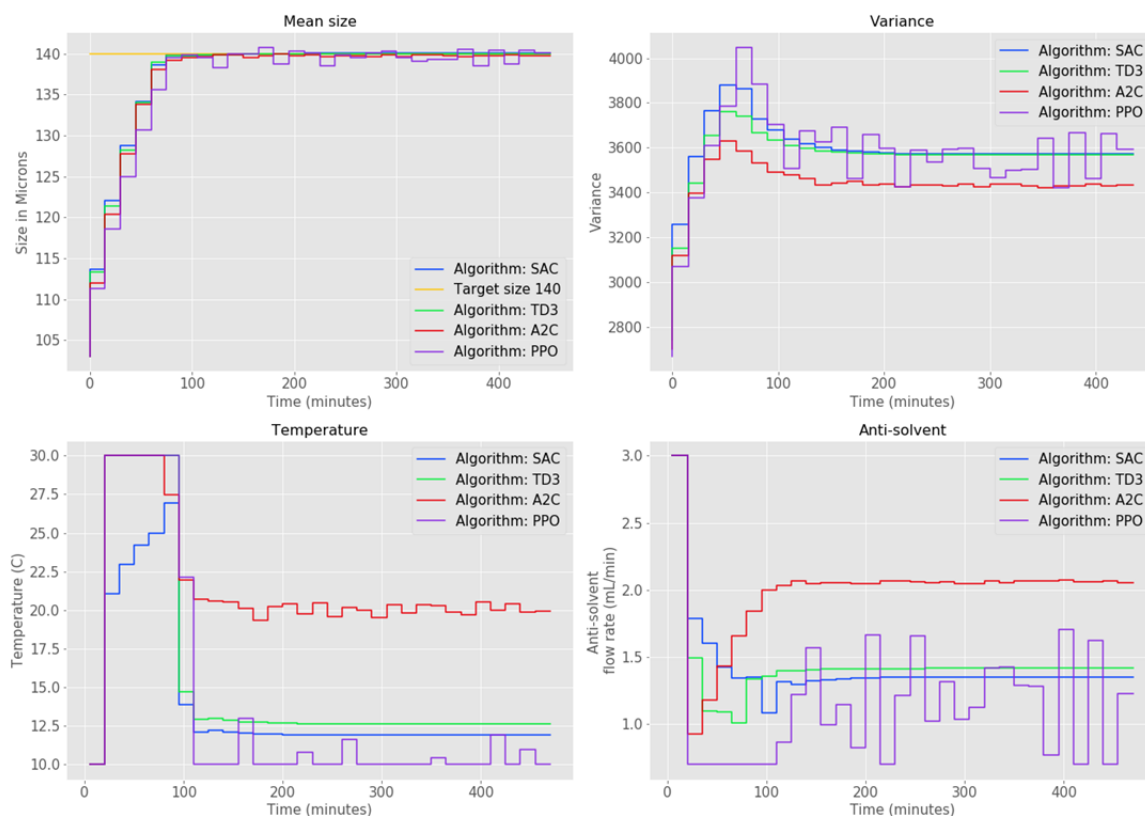 Mean size
Size in Microns
140
135
130
125
120
115
110
105
0
100
200
300
400
Time (minutes)
Algorithm: SAC
Target size 140
Algorithm: TD3
Algorithm: A2C
Algorithm: PPO
Variance
Variance
4000
3800
3600
3400
3200
3000
2800
0
100
200
300
400
Time (minutes)
Algorithm: SAC
Algorithm: TD3
Algorithm: A2C
Algorithm: PPO
Temperature
Temperature (C)
30.0
27.5
25.0
22.5
20.0
17.5
15.0
12.5
10.0
0
100
200
300
400
Time (minutes)
Algorithm: SAC
Algorithm: TD3
Algorithm: A2C
Algorithm: PPO
Anti-solvent
Anti-solvent
flow rate (mL/min)
3.0
2.5
2.0
1.5
1.0
0
100
200
300
400
Time (minutes)
Algorithm: SAC
Algorithm: TD3
Algorithm: A2C
Algorithm: PPO